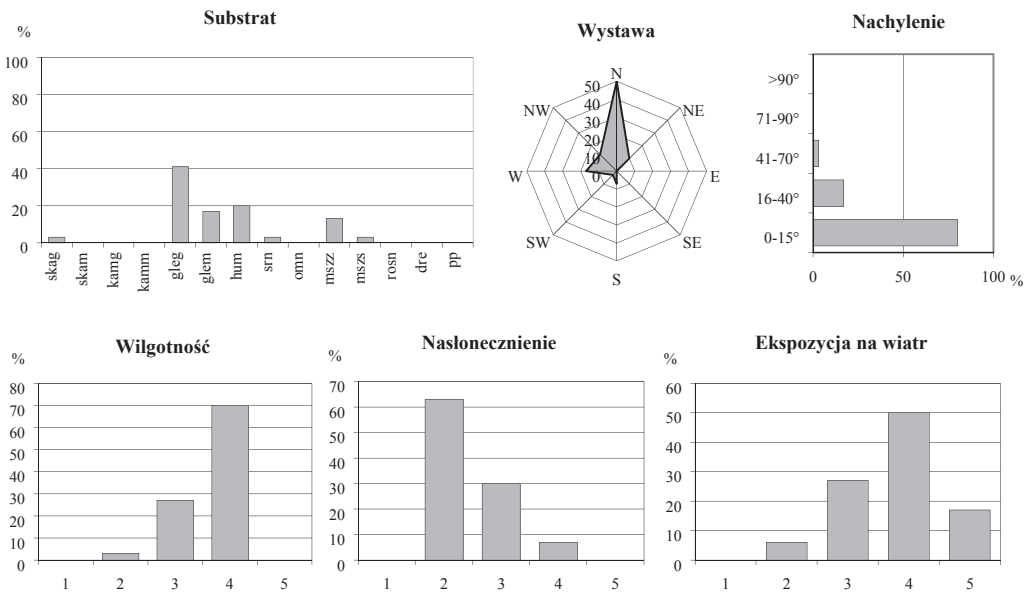 Substrat
%
100
80
60
40
20
0
skag
skam
kamg
kamm
gleg
glem
hum
srn
omn
mszz
mszs
rosn
dre
pp
Wystawa
N
NE
E
SE
S
SW
W
NW
50
40
30
20
10
0
Nachylenie
>90°
71-90°
41-70°
16-40°
0-15°
0 50 100 %
Wilgotność
%
80
70
60
50
40
30
20
10
0
1 2 3 4 5
Nasłonecznienie
%
70
60
50
40
30
20
10
0
1 2 3 4 5
Ekspozycja na wiatr
%
60
50
40
30
20
10
0
1 2 3 4 5